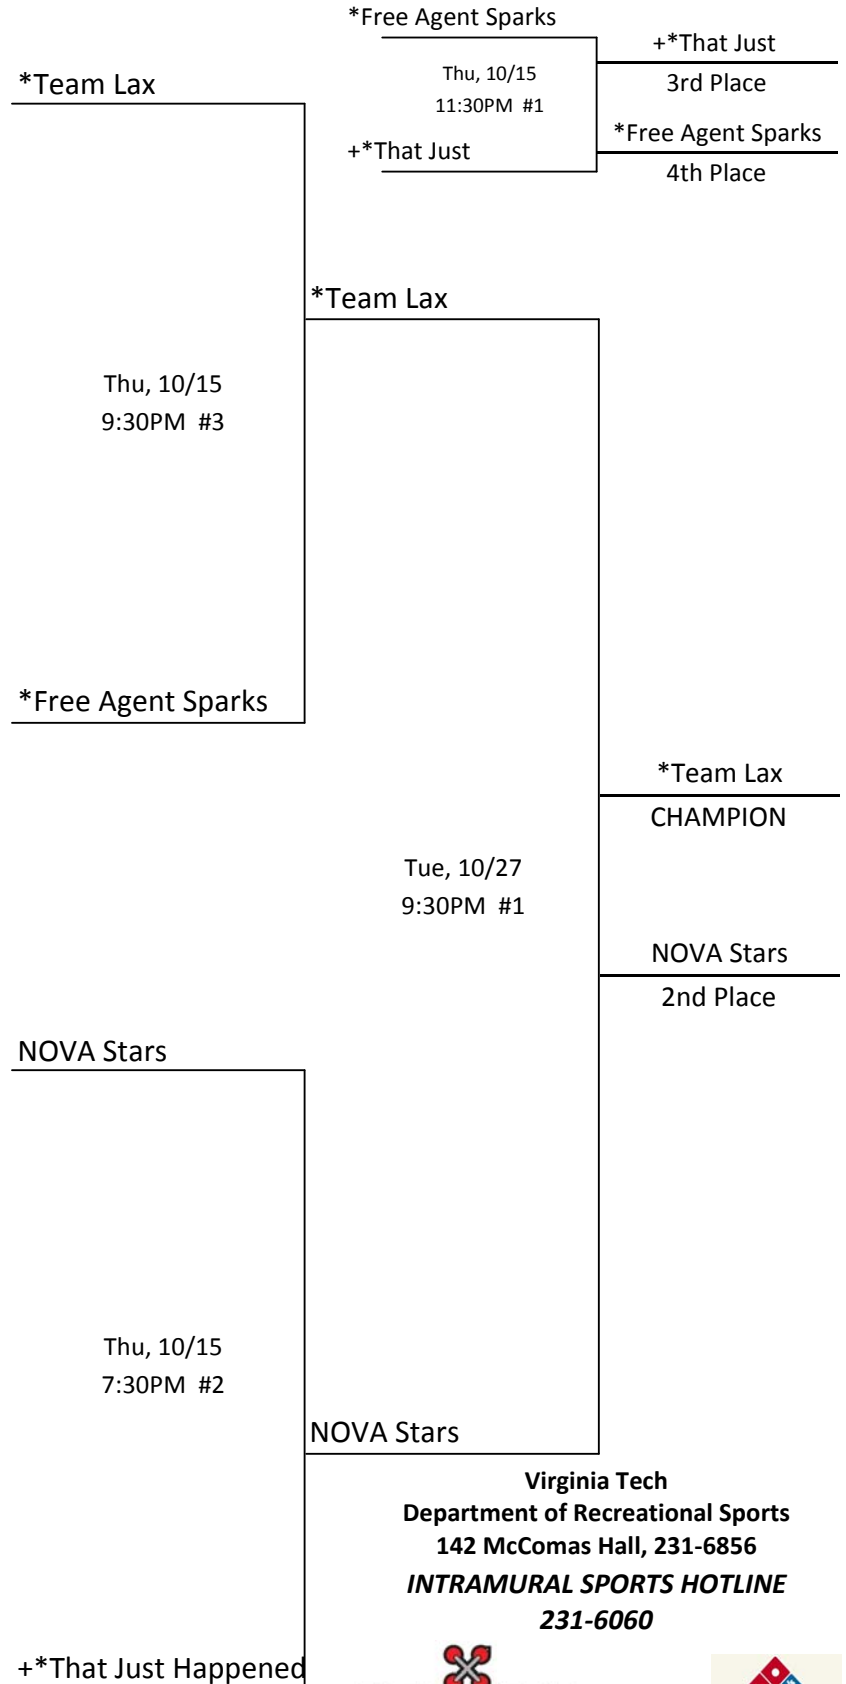 *Free Agent Sparks
+*That Just
Thu, 10/15
3rd Place
*Team Lax
11:30PM #1
*Free Agent Sparks
+*That Just
4th Place
*Team Lax
Thu, 10/15
9:30PM #3
*Free Agent Sparks
*Team Lax
CHAMPION
Tue, 10/27
9:30PM #1
NOVA Stars
2nd Place
NOVA Stars
Thu, 10/15
7:30PM #2
NOVA Stars
Virginia Tech
Department of Recreational Sports
142 McComas Hall, 231-6856
INTRAMURAL SPORTS HOTLINE
231-6060
+*That Just Happened